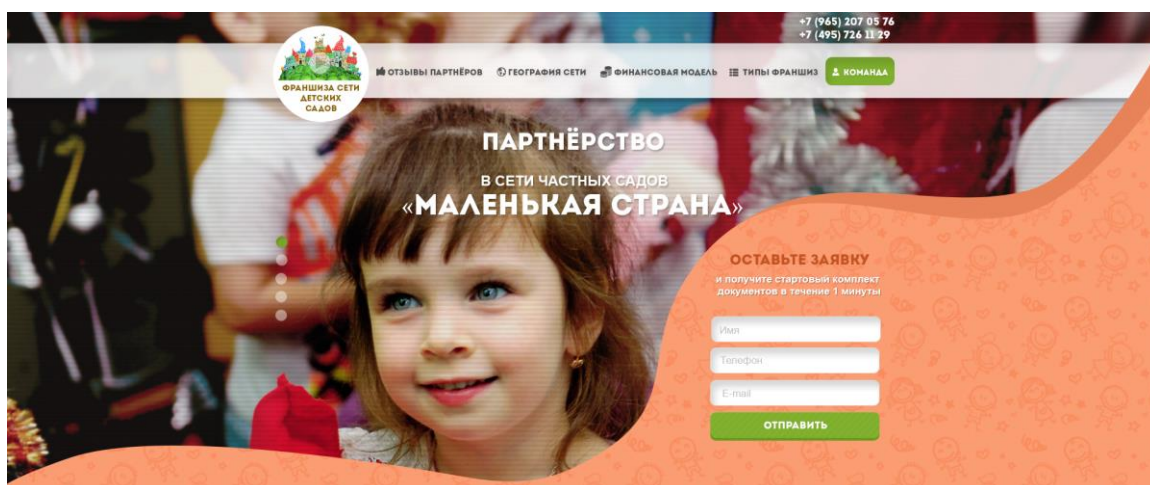 +7 (965) 207 05 76
+7 (495) 726 11 29
ФРАНШИЗА СЕТИ
ДЕТСКИХ
САДОВ
ОТЗЫВЫ ПАРТНЁРОВ ГЕОГРАФИЯ СЕТИ ФИНАНСОВАЯ МОДЕЛЬ ТИПЫ ФРАНШИЗ КОМАНДА
ПАРТНЁРСТВО
В СЕТИ ЧАСТНЫХ САДОВ
«МАЛЕНЬКАЯ СТРАНА»
ОСТАВЬТЕ ЗАЯВКУ
и получите стартовый комплект
документов в течение 1 минуты
Имя
Телефон
E-mail
ОТПРАВИТЬ